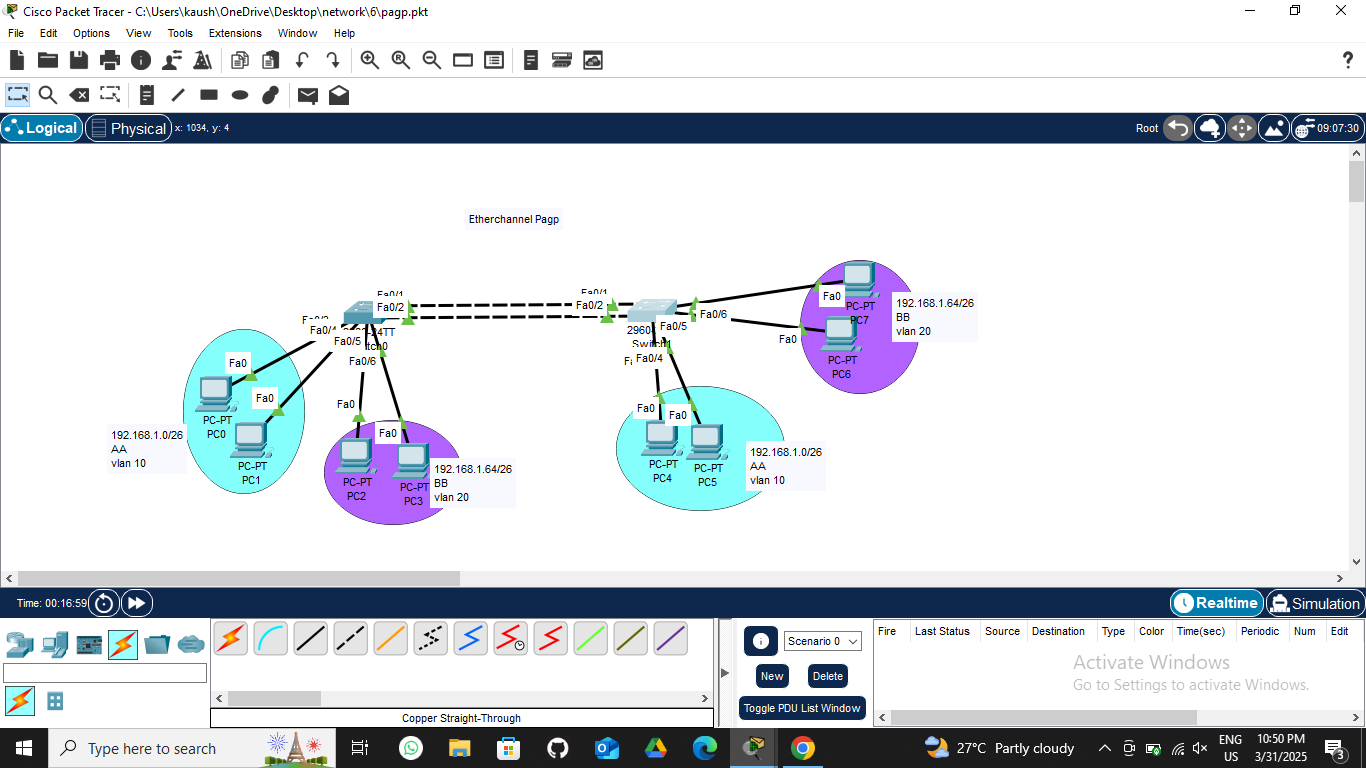 Cisco Packet Tracer - C:\Users\kaush\OneDrive\Desktop\network\6\pagp.pkt
File Edit Options View Tools Extensions Window Help
Logical Physical x: 1034, y: 4 Root 09:07:30
Etherchannel Pagp
Fa0/1
Fa0/2
Fa0/1
Fa0/2
Fa0/4
Fa0/5
Fa0/6
Fa0/5
Fa0/6
Fa0/4
Fa0
PC-PT
PC7
Fa0
PC-PT
PC6
192.168.1.64/26
BB
vlan 20
Fa0
PC-PT
PC0
Fa0
PC-PT
PC1
192.168.1.0/26
AA
vlan 10
Fa0
PC-PT
PC2
Fa0
PC-PT
PC3
192.168.1.64/26
BB
vlan 20
Fa0
PC-PT
PC4
Fa0
PC-PT
PC5
192.168.1.0/26
AA
vlan 10
Time: 00:16:59 Realtime Simulation
Scenario 0
New Delete
Toggle PDU List Window
Fire Last Status Source Destination Type Color Time(sec) Periodic Num Edit
Activate Windows
Go to Settings to activate Windows.
Copper Straight-Through
Type here to search
27°C Partly cloudy
ENG
US
10:50 PM
3/31/2025
3